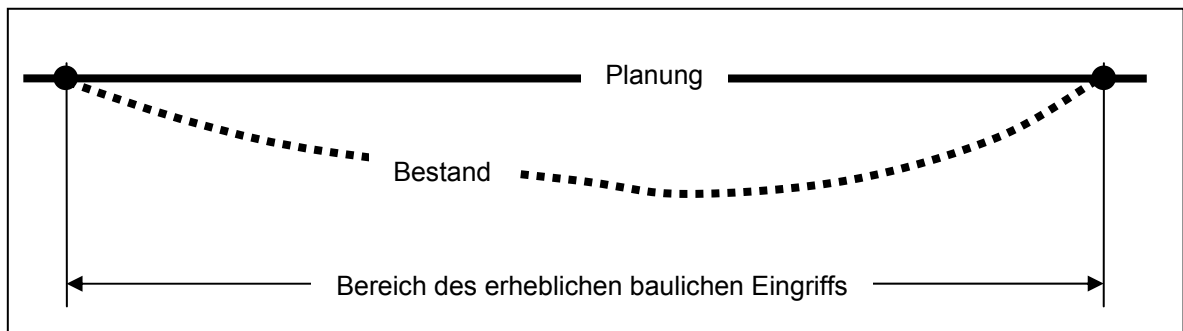 Planung
Bestand
Bereich des erheblichen baulichen Eingriffs